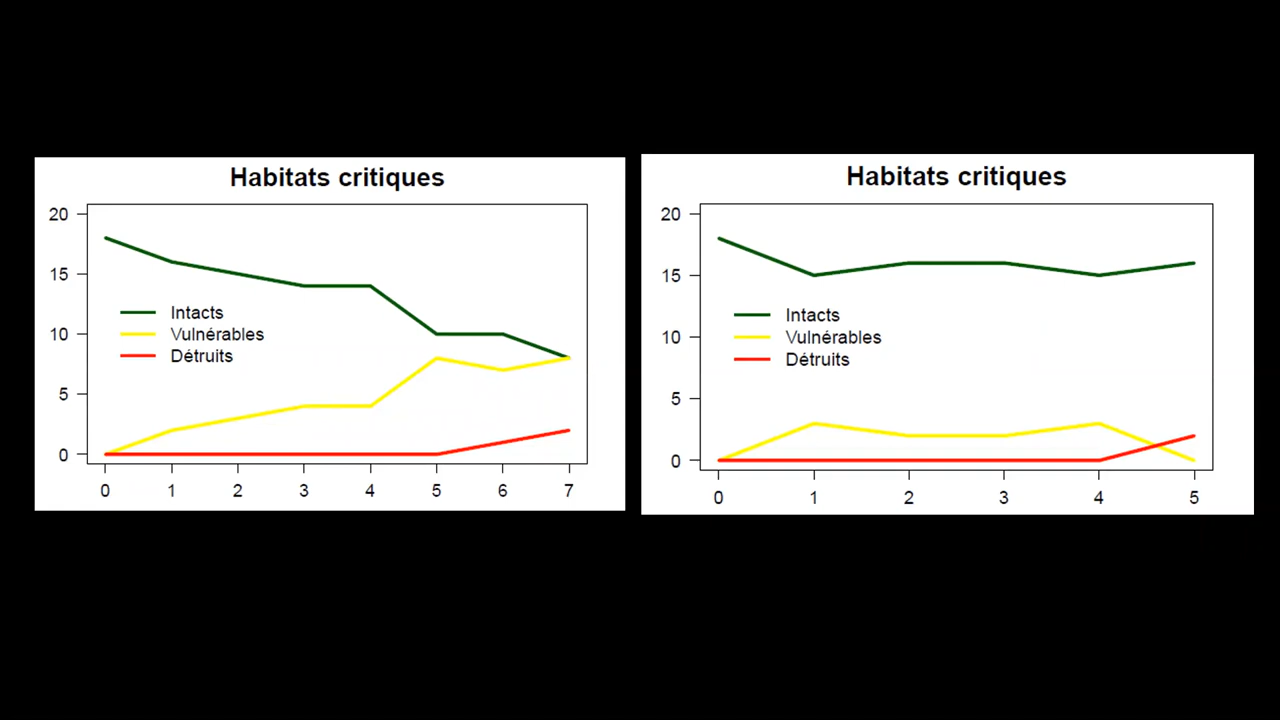 Habitats critiques
20
15
10
5
0
Intacts
Vulnérables
Détruits
0 1 2 3 4 5 6 7
Habitats critiques
20
15
10
5
0
Intacts
Vulnérables
Détruits
0 1 2 3 4 5